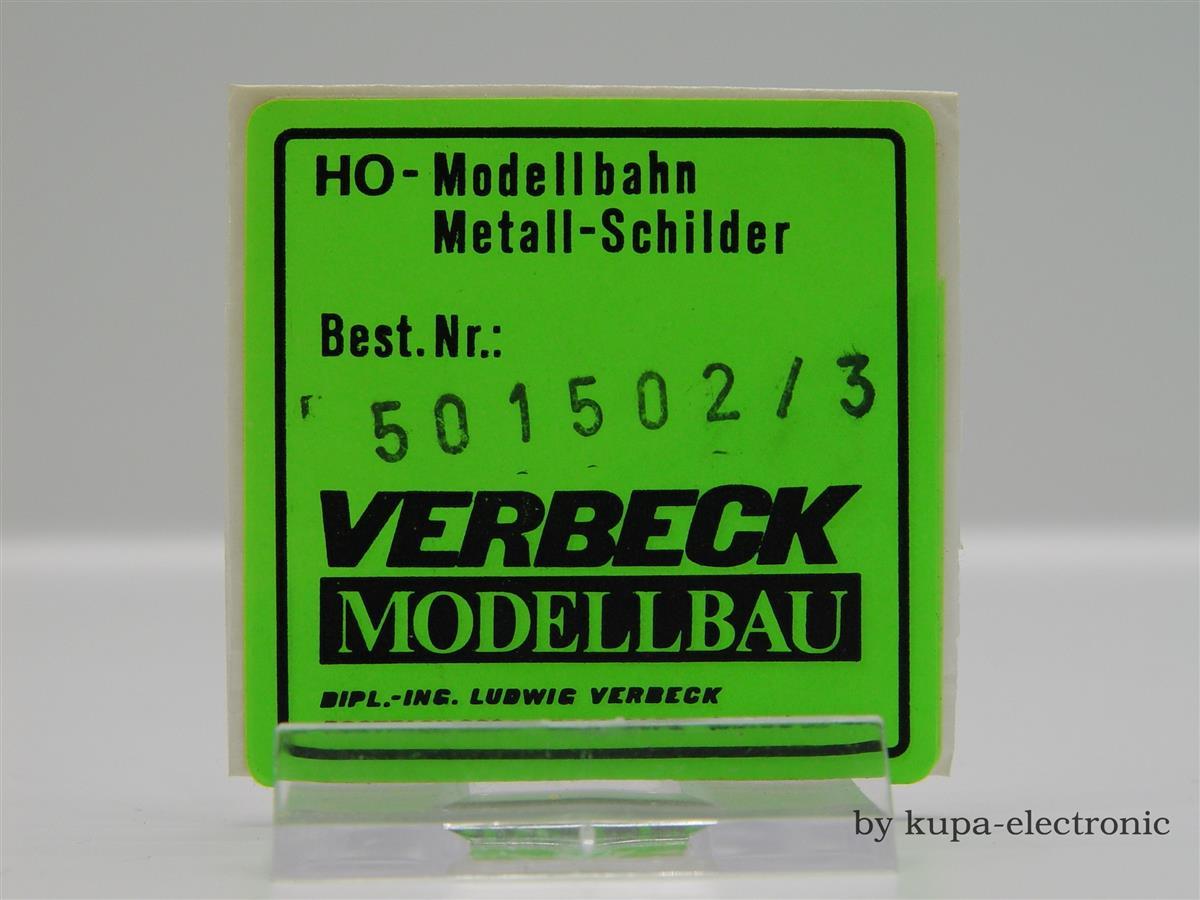 HO-Modellbahn
Metall-Schilder
Best.Nr.:
501502/3
VERBECK
MODELLBAU
DIPL.-ING. LUDWIG VERBECK
by kupa-electronic